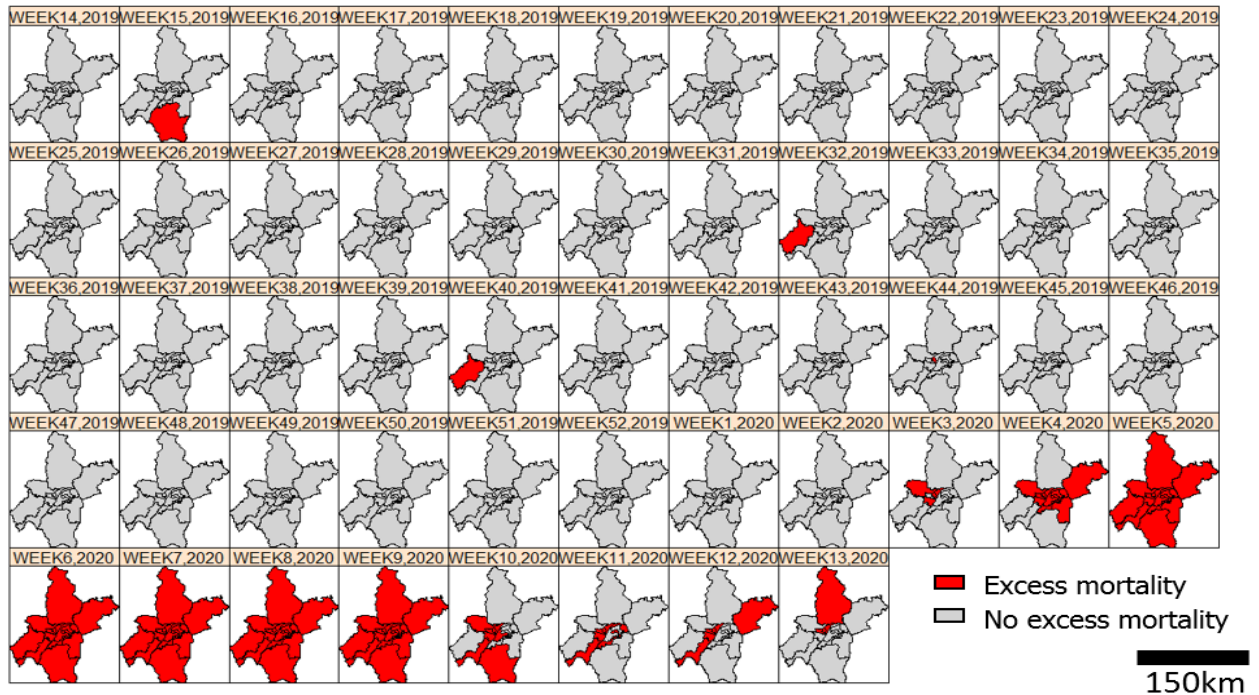 WEEK14,2019 WEEK15,2019 WEEK16,2019 WEEK17,2019 WEEK18,2019 WEEK19,2019 WEEK20,2019 WEEK21,2019 WEEK22,2019 WEEK23,2019 WEEK24,2019
WEEK25,2019 WEEK26,2019 WEEK27,2019 WEEK28,2019 WEEK29,2019 WEEK30,2019 WEEK31,2019 WEEK32,2019 WEEK33,2019 WEEK34,2019 WEEK35,2019
WEEK36,2019 WEEK37,2019 WEEK38,2019 WEEK39,2019 WEEK40,2019 WEEK41,2019 WEEK42,2019 WEEK43,2019 WEEK44,2019 WEEK45,2019 WEEK46,2019
WEEK47,2019 WEEK48,2019 WEEK49,2019 WEEK50,2019 WEEK51,2019 WEEK52,2019 WEEK1,2020 WEEK2,2020 WEEK3,2020 WEEK4,2020 WEEK5,2020
WEEK6,2020 WEEK7,2020 WEEK8,2020 WEEK9,2020 WEEK10,2020 WEEK11,2020 WEEK12,2020 WEEK13,2020
Excess mortality
No excess mortality
150km